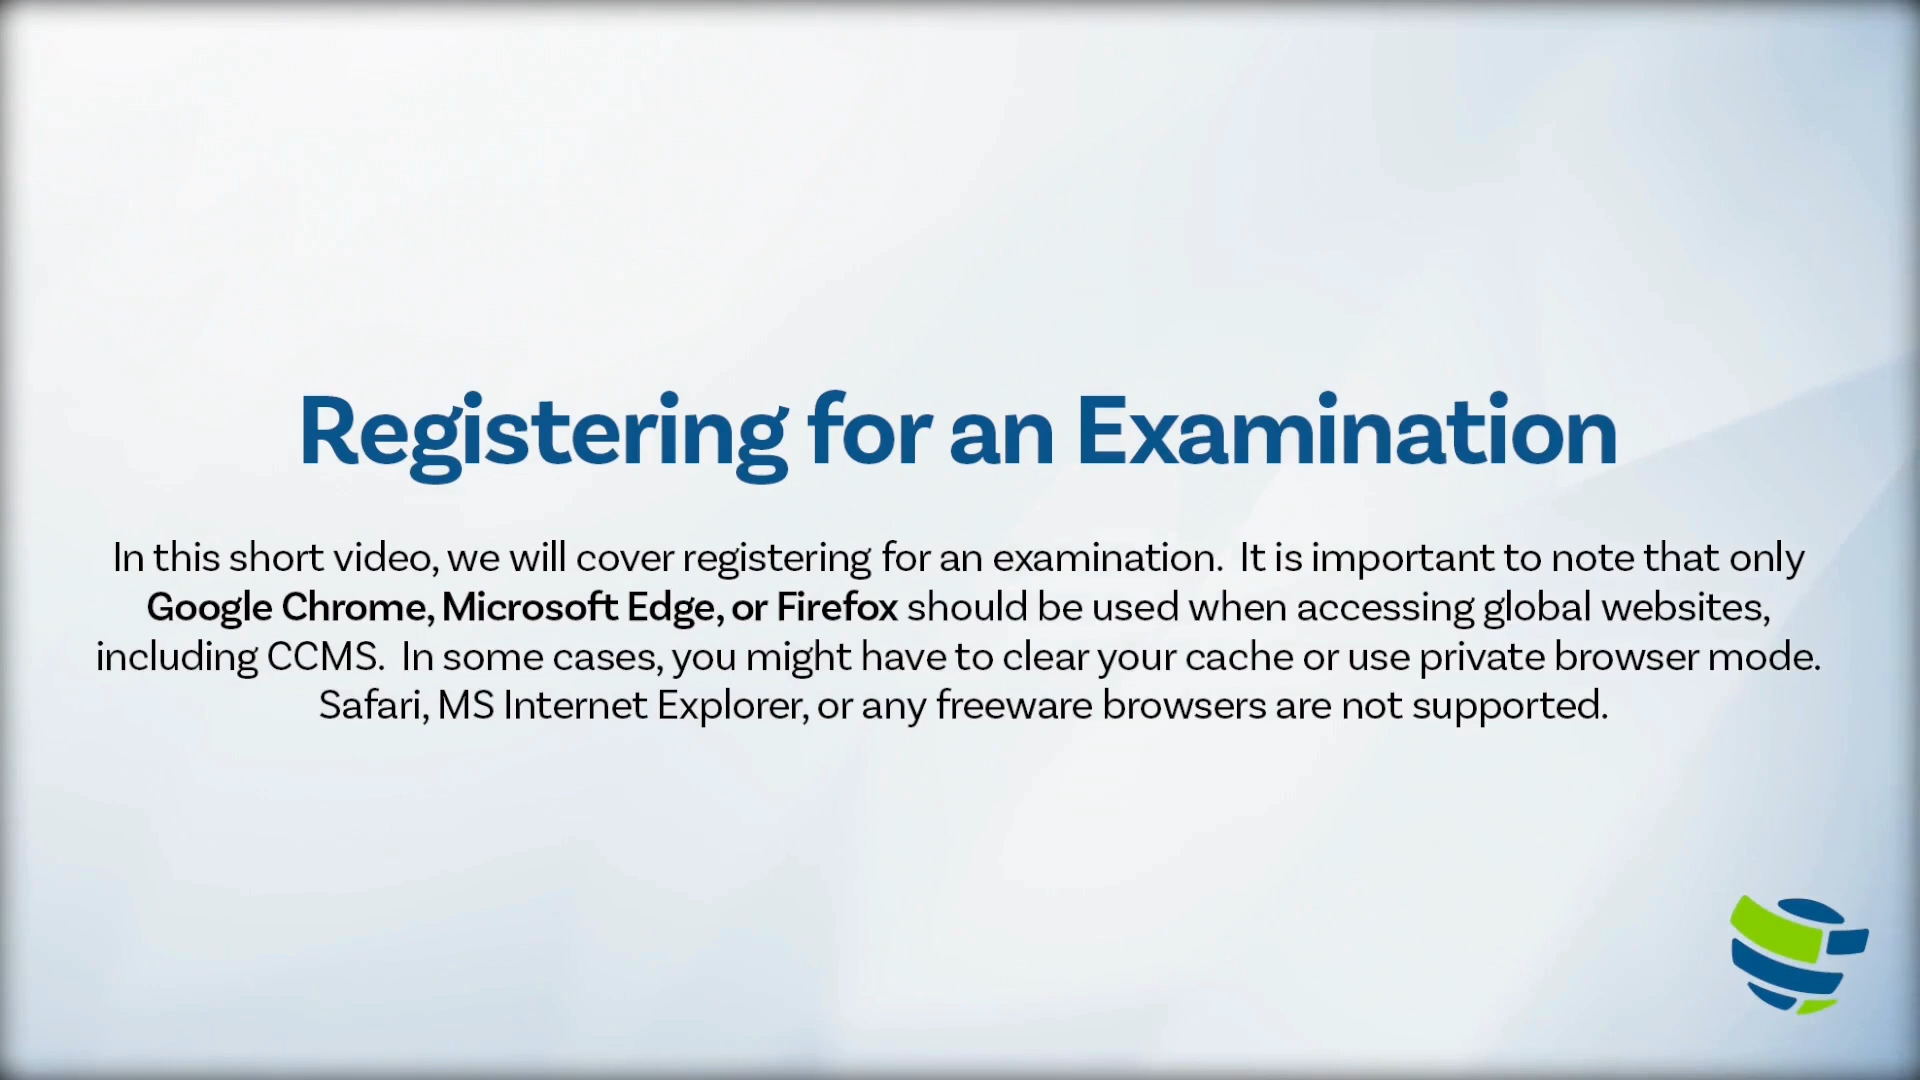 Registering for an Examination
In this short video, we will cover registering for an examination.  It is important to note that only
Google Chrome, Microsoft Edge, or Firefox should be used when accessing global websites,
including CCMS.  In some cases, you might have to clear your cache or use private browser mode.
Safari, MS Internet Explorer, or any freeware browsers are not supported.